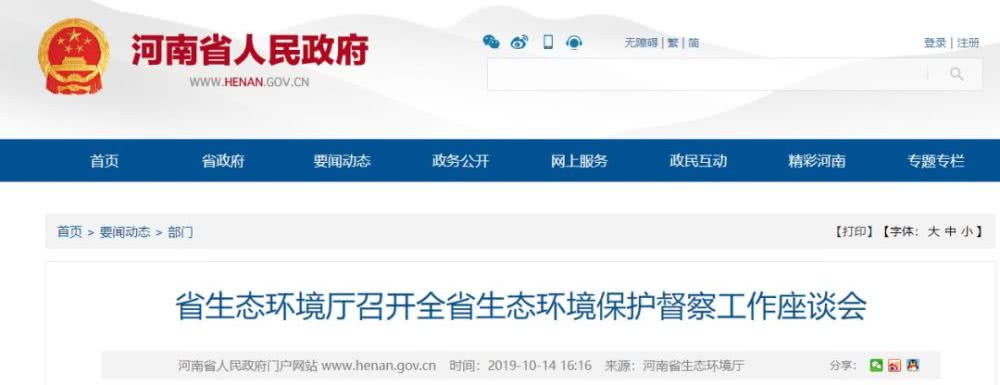 河南省人民政府
WWW.HENAN.GOV.CN
无障碍 | 繁 | 简
登录 | 注册
首页 省政府 要闻动态 政务公开 网上服务 政民互动 精彩河南 专题专栏
首页 > 要闻动态 > 部门
【打印】【字体：大 中 小】
省生态环境厅召开全省生态环境保护督察工作座谈会
河南省人民政府门户网站 www.henan.gov.cn 时间：2019-10-14 16:16 来源：河南省生态环境厅
分享：